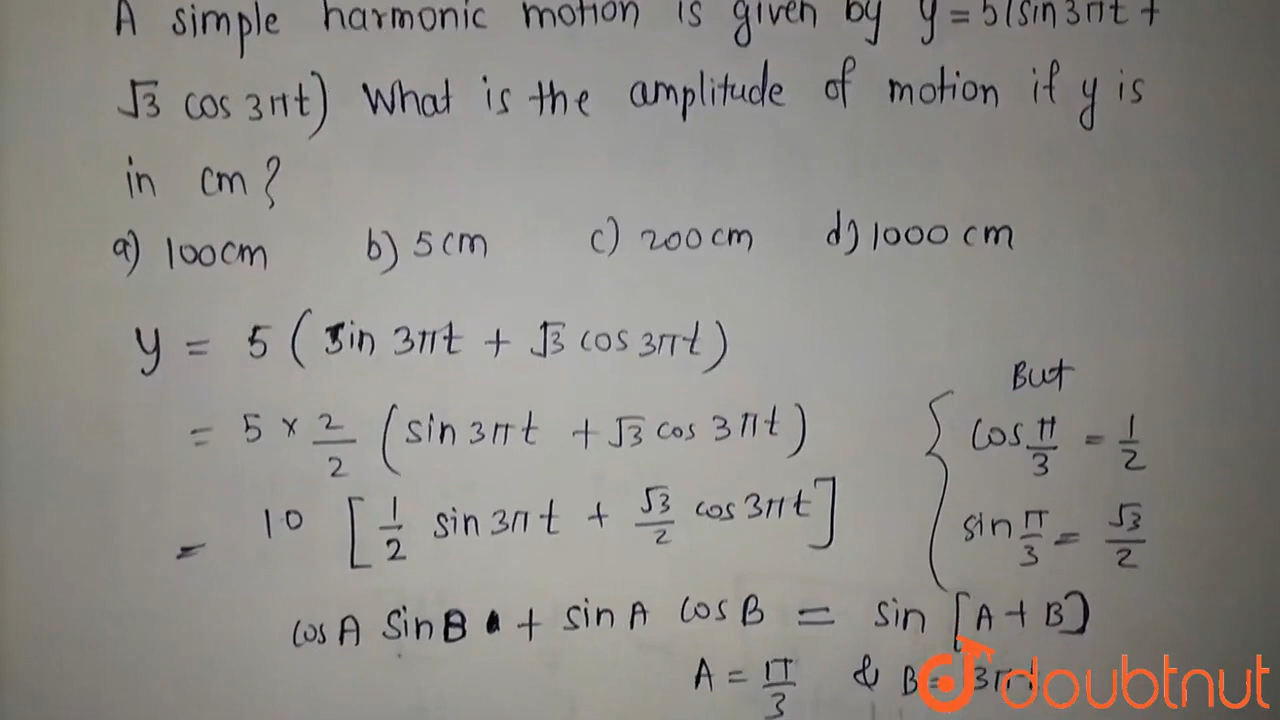 A simple harmonic motion is given by y = 5(sin 3πt +
√3 cos 3πt) What is the amplitude of motion if y is
in cm?
a) 100cm b) 5cm c) 200cm d) 1000 cm
y = 5 ( sin 3πt + √3 cos 3πt )
= 5 × 2/2 ( sin 3πt + √3 cos 3πt )
But
= 10 [ 1/2 sin 3πt + √3/2 cos 3πt ]
cos π/3 = 1/2
sin π/3 = √3/2
cos A sin B + sin A cos B = sin [A + B]
A = π/3 & B = 3πt
doubtnut